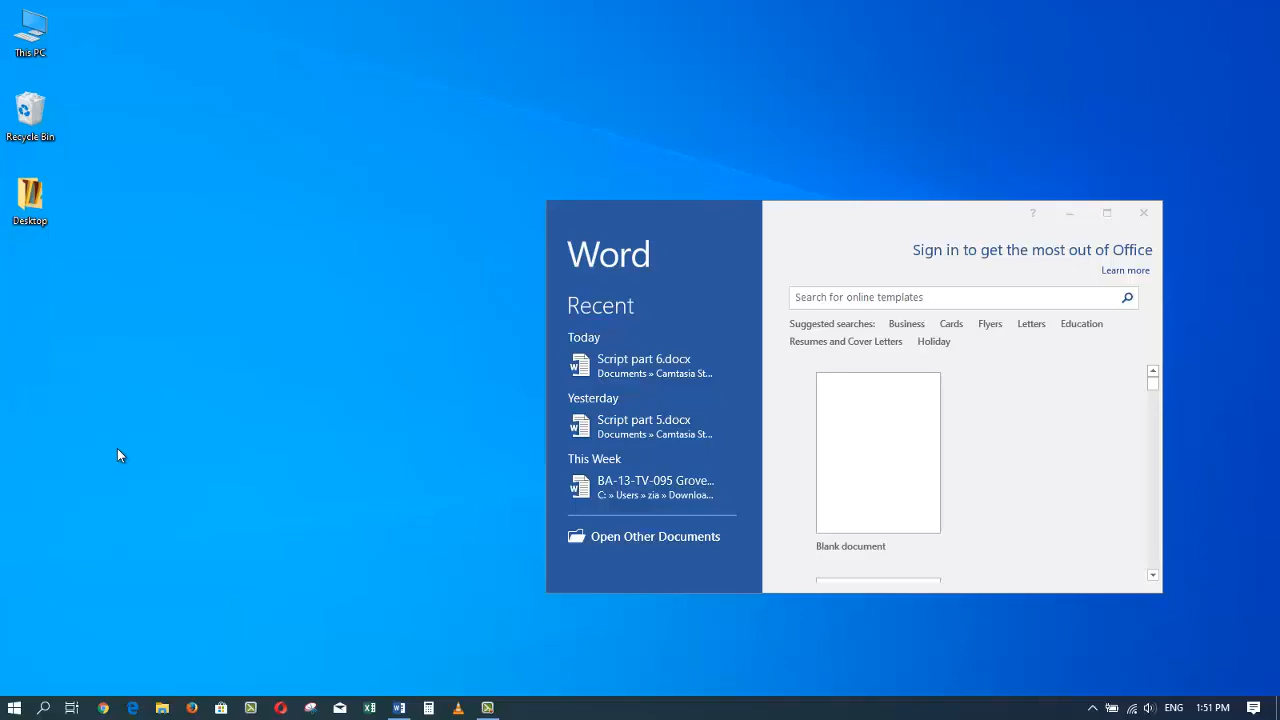 This PC
Recycle Bin
Desktop
Word
Recent
Today
Script part 6.docx
Documents » Camtasia St...
Yesterday
Script part 5.docx
Documents » Camtasia St...
This Week
BA-13-TV-095 Grove...
C: » Users » zia » Downloa...
Open Other Documents
?
Sign in to get the most out of Office
Learn more
Search for online templates
Suggested searches: Business Cards Flyers Letters Education
Resumes and Cover Letters Holiday
Blank document
ENG 1:51 PM